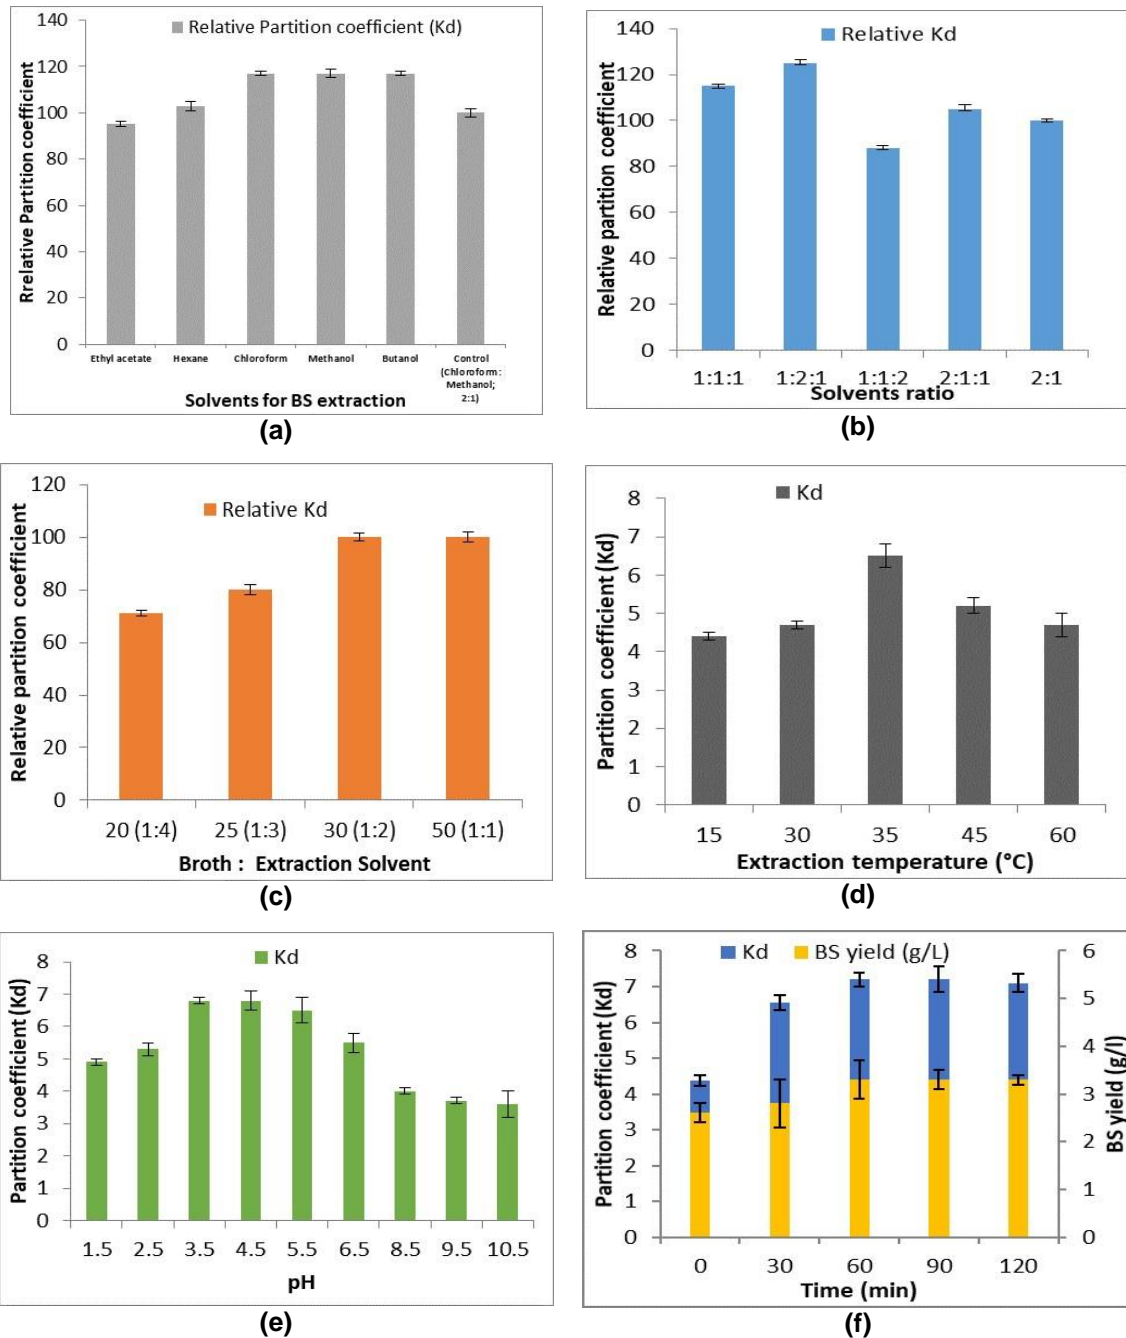 Relative Partition coefficient (Kd)
Rrelative Partition coefficient
140
120
100
80
60
40
20
0
Ethyl acetate Hexane Chloroform Methanol Butanol Control
(Chloroform:
Methanol;
2:1)
Solvents for BS extraction
(a)
Relative Kd
Relative partition coefficient
140
120
100
80
60
40
20
0
1:1:1 1:2:1 1:1:2 2:1:1 2:1
Solvents ratio
(b)
Relative Kd
Relative partition coefficient
120
100
80
60
40
20
0
20 (1:4) 25 (1:3) 30 (1:2) 50 (1:1)
Broth : Extraction Solvent
(c)
Kd
Partition coefficient (Kd)
8
7
6
5
4
3
2
1
0
15 30 35 45 60
Extraction temperature (°C)
(d)
Kd
Partition coefficient (Kd)
8
7
6
5
4
3
2
1
0
1.5 2.5 3.5 4.5 5.5 6.5 8.5 9.5 10.5
pH
(e)
Kd BS yield (g/L)
Partition coefficient (Kd)
8
7
6
5
4
3
2
1
0
6
5
4
3
2
1
0
BS yield (g/l)
0 30 60 90 120
Time (min)
(f)